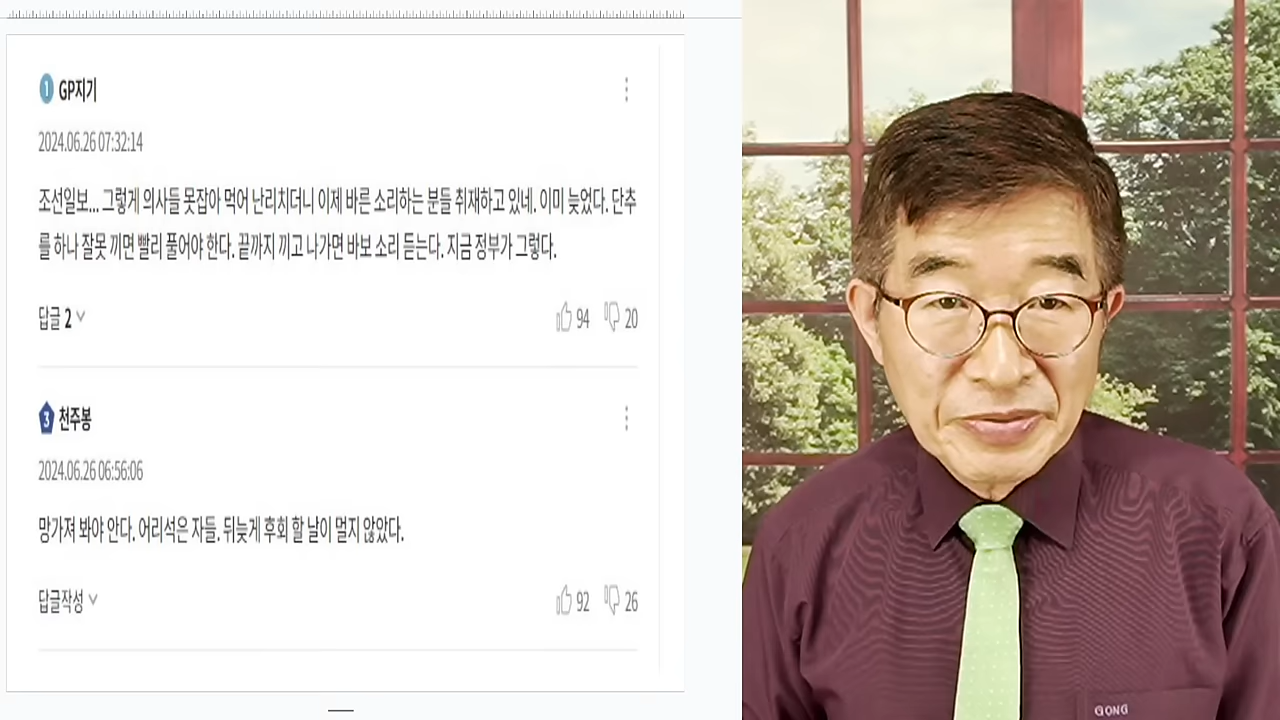 1 GP지기
2024.06.26 07:32:14
조선일보... 그렇게 의사들 못잡아 먹어 난리치더니 이제 바른 소리하는 분들 취재하고 있네. 이미 늦었다. 단추
를 하나 잘못 끼면 빨리 풀어야 한다. 끝까지 끼고 나가면 바보 소리 듣는다. 지금 정부가 그렇다.
답글 2 94 20
3 천주봉
2024.06.26 06:56:06
망가져 봐야 안다. 어리석은 자들. 뒤늦게 후회 할 날이 멀지 않았다.
답글작성 92 26
GONG